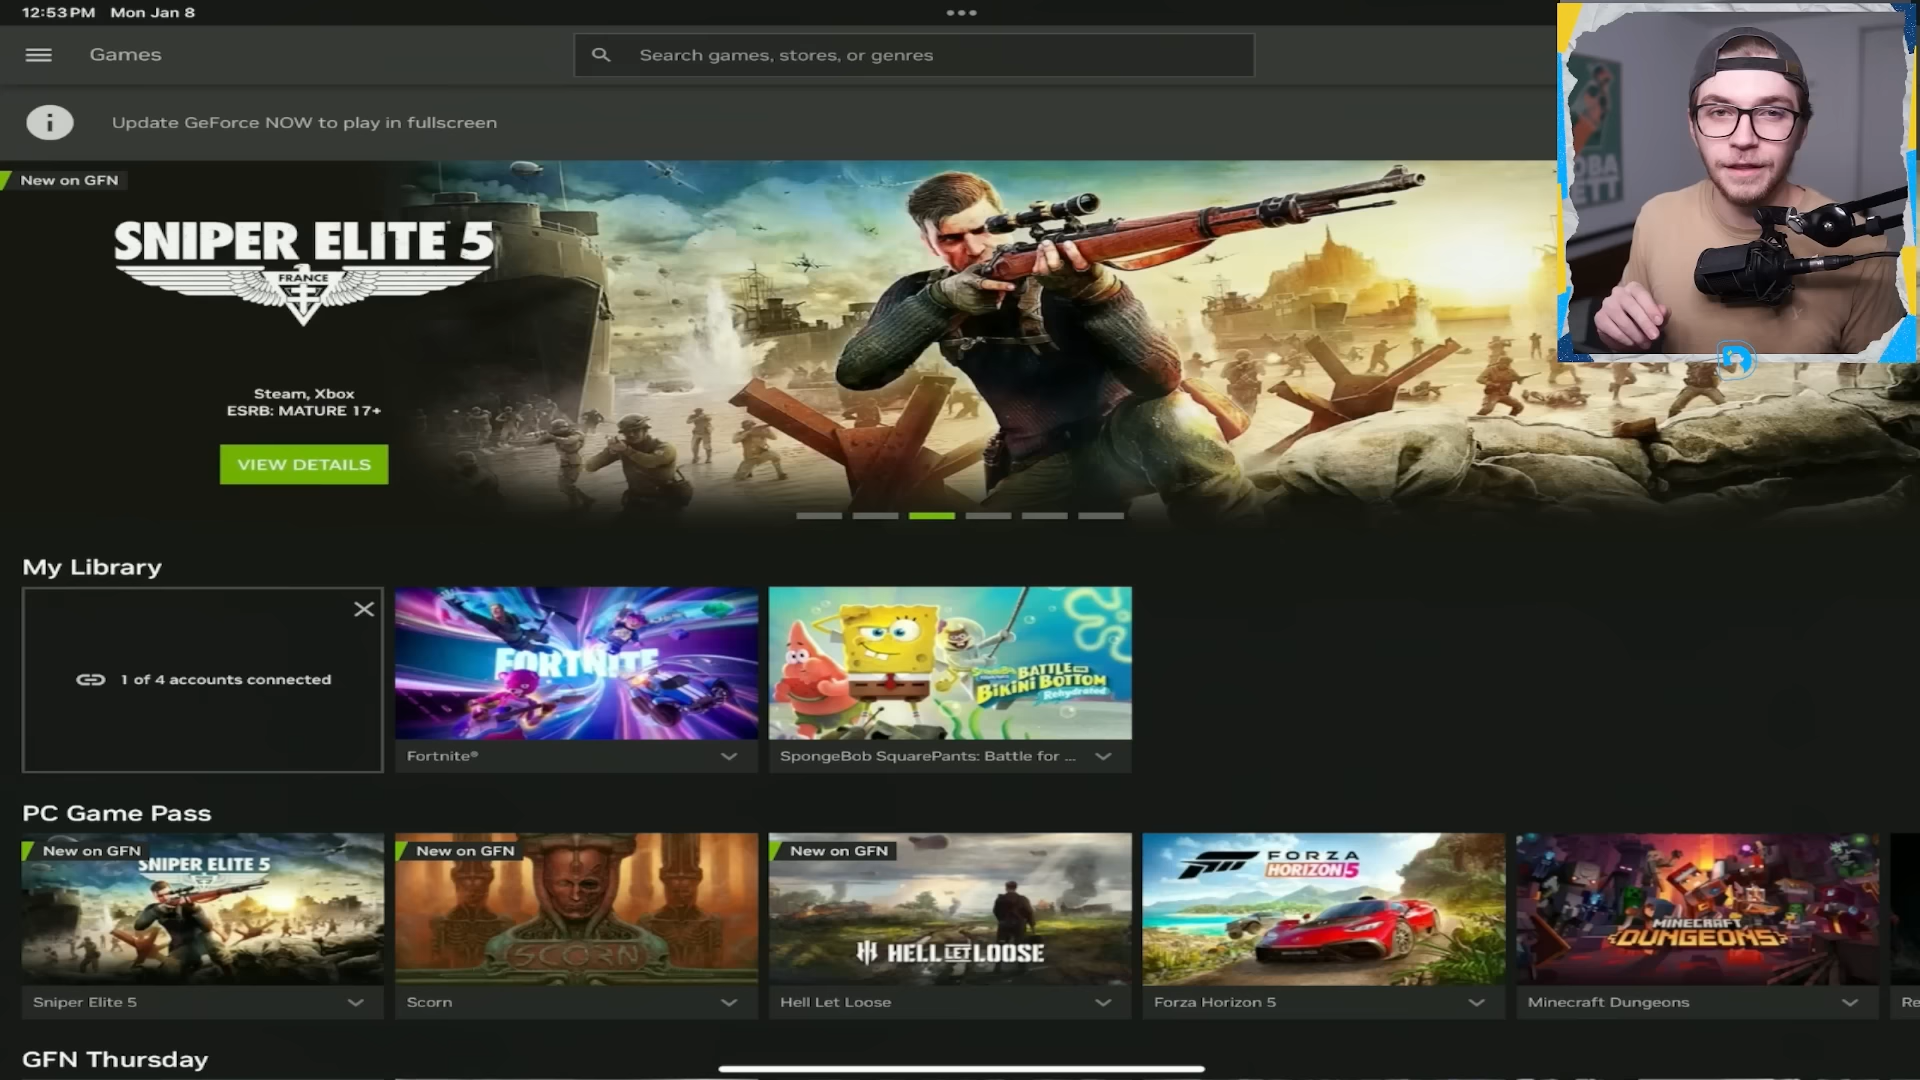 12:53PM Mon Jan 8
Games
Search games, stores, or genres
Update GeForce NOW to play in fullscreen
New on GFN
SNIPER ELITE 5
FRANCE
Steam, Xbox
ESRB: MATURE 17+
VIEW DETAILS
My Library
1 of 4 accounts connected
FORTNITE
BATTLE FOR
BIKINI BOTTOM
Rehydrated
Fortnite®
SpongeBob SquarePants: Battle for ...
PC Game Pass
New on GFN
SNIPER ELITE 5
New on GFN
SCORN
New on GFN
HELL LET LOOSE
FORZA
HORIZON 5
MINECRAFT
DUNGEONS
Sniper Elite 5
Scorn
Hell Let Loose
Forza Horizon 5
Minecraft Dungeons
Re
GFN Thursday